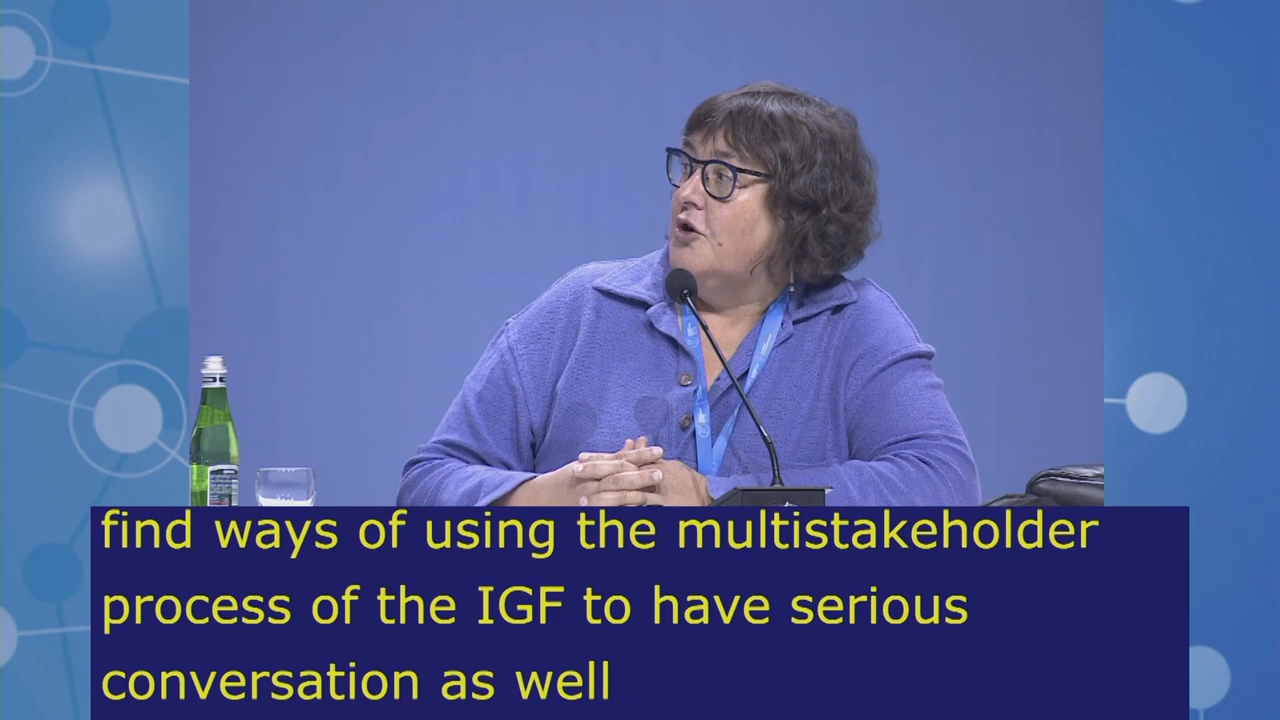 find ways of using the multistakeholder
process of the IGF to have serious
conversation as well